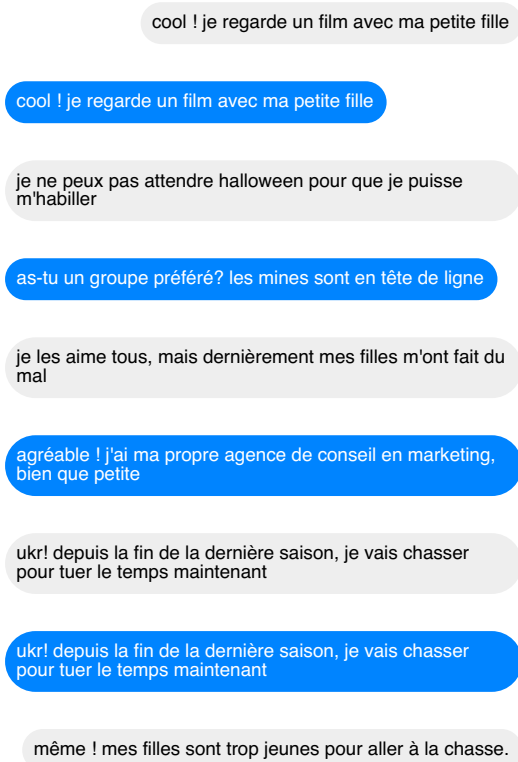 cool ! je regarde un film avec ma petite fille
cool ! je regarde un film avec ma petite fille
je ne peux pas attendre halloween pour que je puisse
m'habiller
as-tu un groupe préféré? les mines sont en tête de ligne
je les aime tous, mais dernièrement mes filles m'ont fait du
mal
agréable ! j'ai ma propre agence de conseil en marketing,
bien que petite
ukr! depuis la fin de la dernière saison, je vais chasser
pour tuer le temps maintenant
ukr! depuis la fin de la dernière saison, je vais chasser
pour tuer le temps maintenant
même ! mes filles sont trop jeunes pour aller à la chasse.